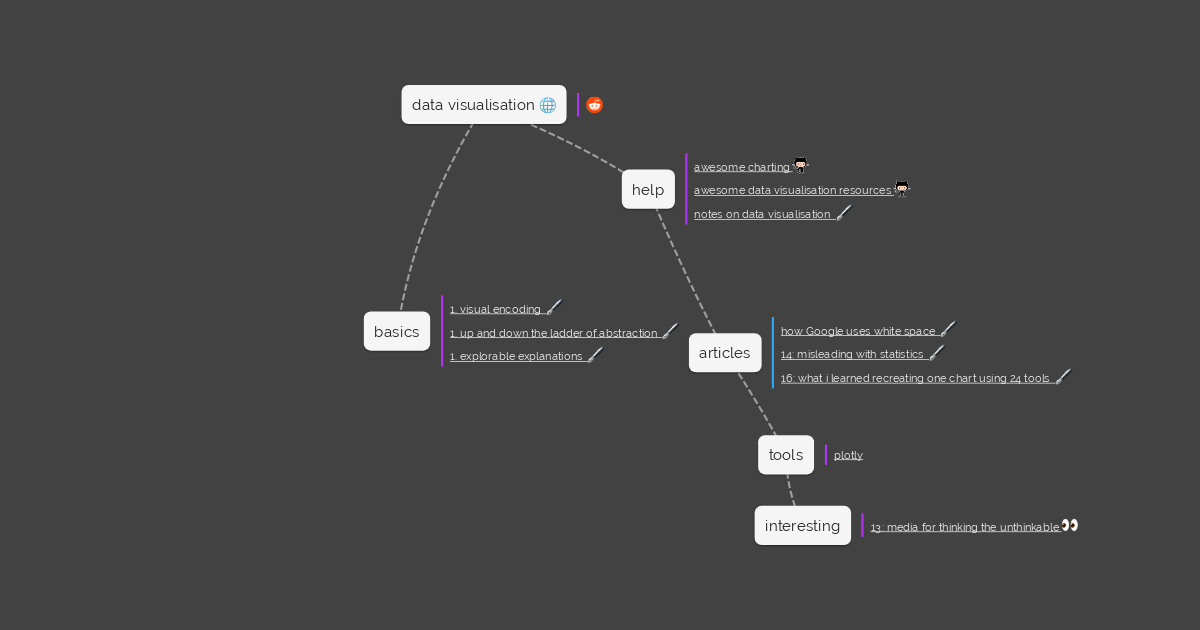 data visualisation
help
awesome charting
awesome data visualisation resources
notes on data visualisation
basics
1. visual encoding
1. up and down the ladder of abstraction
1. explorable explanations
articles
how Google uses white space
14: misleading with statistics
16: what i learned recreating one chart using 24 tools
tools
plotly
interesting
13: media for thinking the unthinkable